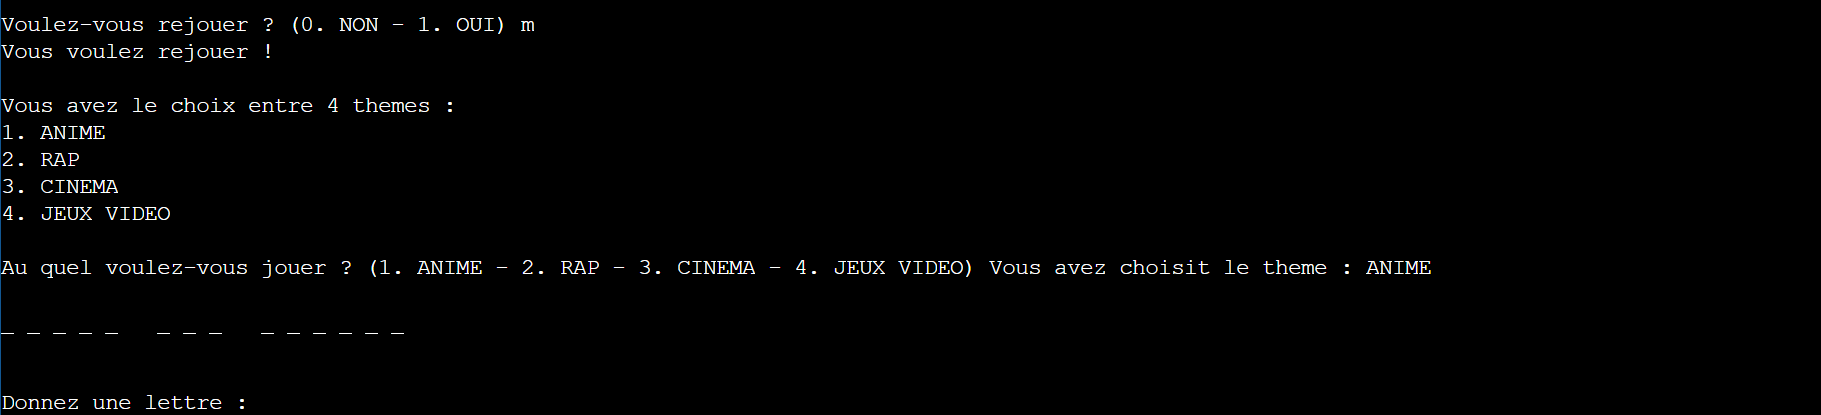 Voulez-vous rejouer ? (0. NON - 1. OUI) m
Vous voulez rejouer !
Vous avez le choix entre 4 themes :
1. ANIME
2. RAP
3. CINEMA
4. JEUX VIDEO
Au quel voulez-vous jouer ? (1. ANIME - 2. RAP - 3. CINEMA - 4. JEUX VIDEO) Vous avez choisit le theme : ANIME
_ _ _ _ _   _ _ _   _ _ _ _ _ _
Donnez une lettre :